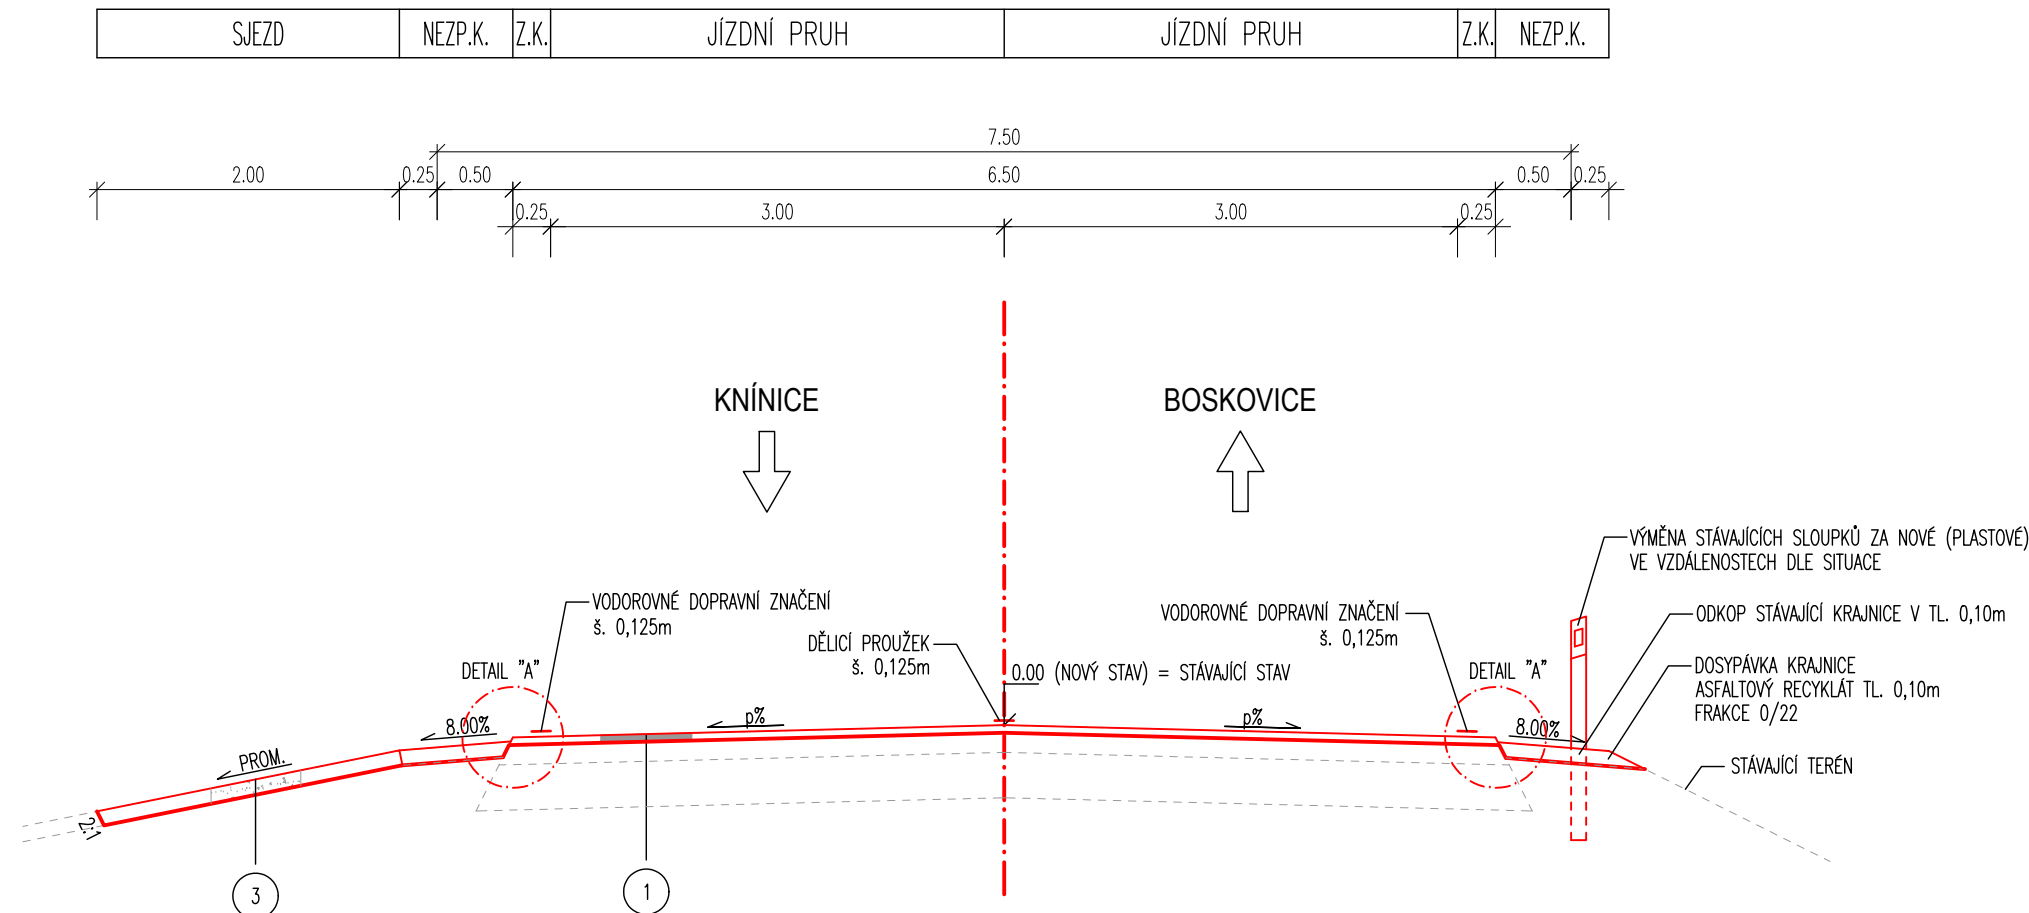 SJEZD NEZP.K. Z.K. JÍZDNÍ PRUH JÍZDNÍ PRUH Z.K. NEZP.K.
7.50
2.00 0.25 0.50 6.50 0.50 0.25
0.25 3.00 3.00 0.25
KNÍNICE BOSKOVICE
VÝMĚNA STÁVAJÍCÍCH SLOUPKŮ ZA NOVÉ (PLASTOVÉ)
VE VZDÁLENOSTECH DLE SITUACE
VODOROVNÉ DOPRAVNÍ ZNAČENÍ
š. 0,125m
DĚLICÍ PROUŽEK
š. 0,125m
VODOROVNÉ DOPRAVNÍ ZNAČENÍ
š. 0,125m
ODKOP STÁVAJÍCÍ KRAJNICE V TL. 0,10m
DETAIL "A"
0.00 (NOVÝ STAV) = STÁVAJÍCÍ STAV
DETAIL "A"
DOSYPÁVKA KRAJNICE
ASFALTOVÝ RECYKLÁT TL. 0,10m
FRAKCE 0/22
8.00% p% p% 8.00%
PROM.
STÁVAJÍCÍ TERÉN
2:1
3 1